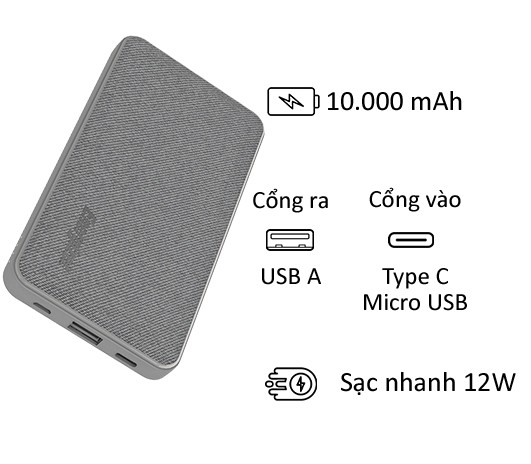 10.000 mAh
Cổng ra
Cổng vào
USB A
Type C
Micro USB
Sạc nhanh 12W